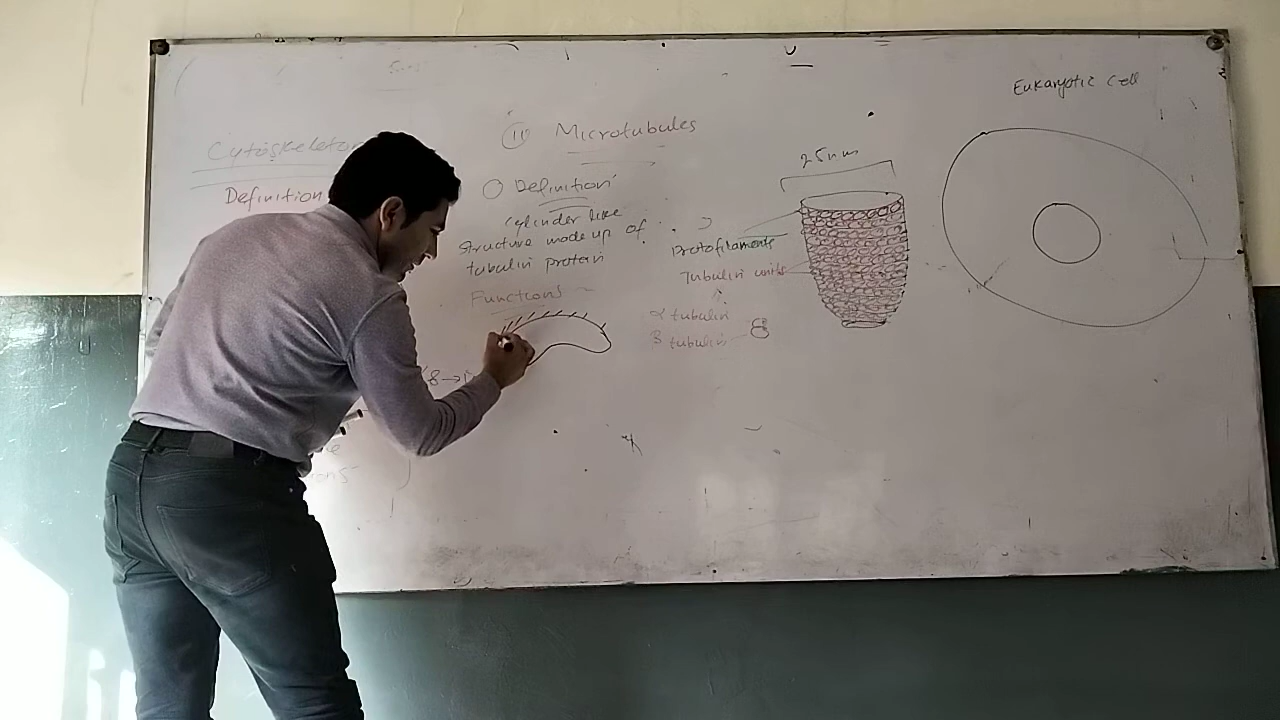 Eukaryotic Cell
Cytoskeleton
Definition
(ii) Microtubules
Definition
Cylinder like
structure made up of
tubulin protein
Functions
25nm
Protofilaments
Tubulin units
α tubulin
β tubulin